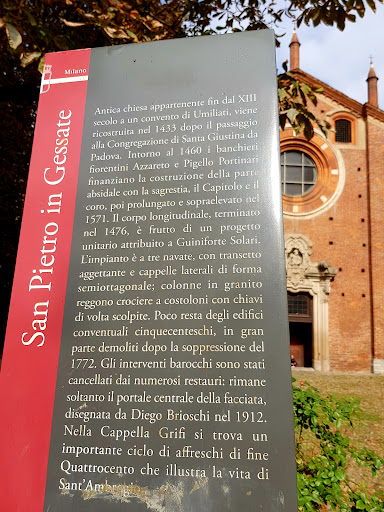 Milano
San Pietro in Gessate
Antica chiesa appartenente fin dal XIII
secolo a un convento di Umiliati, viene
ricostruita nel 1433 dopo il passaggio
alla Congregazione di Santa Giustina da
Padova. Intorno al 1460 i banchieri
fiorentini Azzareto e Pigello Portinari
finanziano la costruzione della parte
absidale con la sagrestia, il Capitolo e il
coro, poi prolungato e sopraelevato nel
1571. Il corpo longitudinale, terminato
nel 1476, è frutto di un progetto
unitario attribuito a Guiniforte Solari.
L'impianto è a tre navate, con transetto
aggettante e cappelle laterali di forma
semiottagonale; colonne in granito
reggono crociere a costoloni con chiavi
di volta scolpite. Poco resta degli edifici
conventuali cinquecenteschi, in gran
parte demoliti dopo la soppressione del
1772. Gli interventi barocchi sono stati
cancellati dai numerosi restauri: rimane
soltanto il portale centrale della facciata,
disegnata da Diego Brioschi nel 1912.
Nella Cappella Grifi si trova un
importante ciclo di affreschi di fine
Quattrocento che illustra la vita di
Sant'Ambrogio.